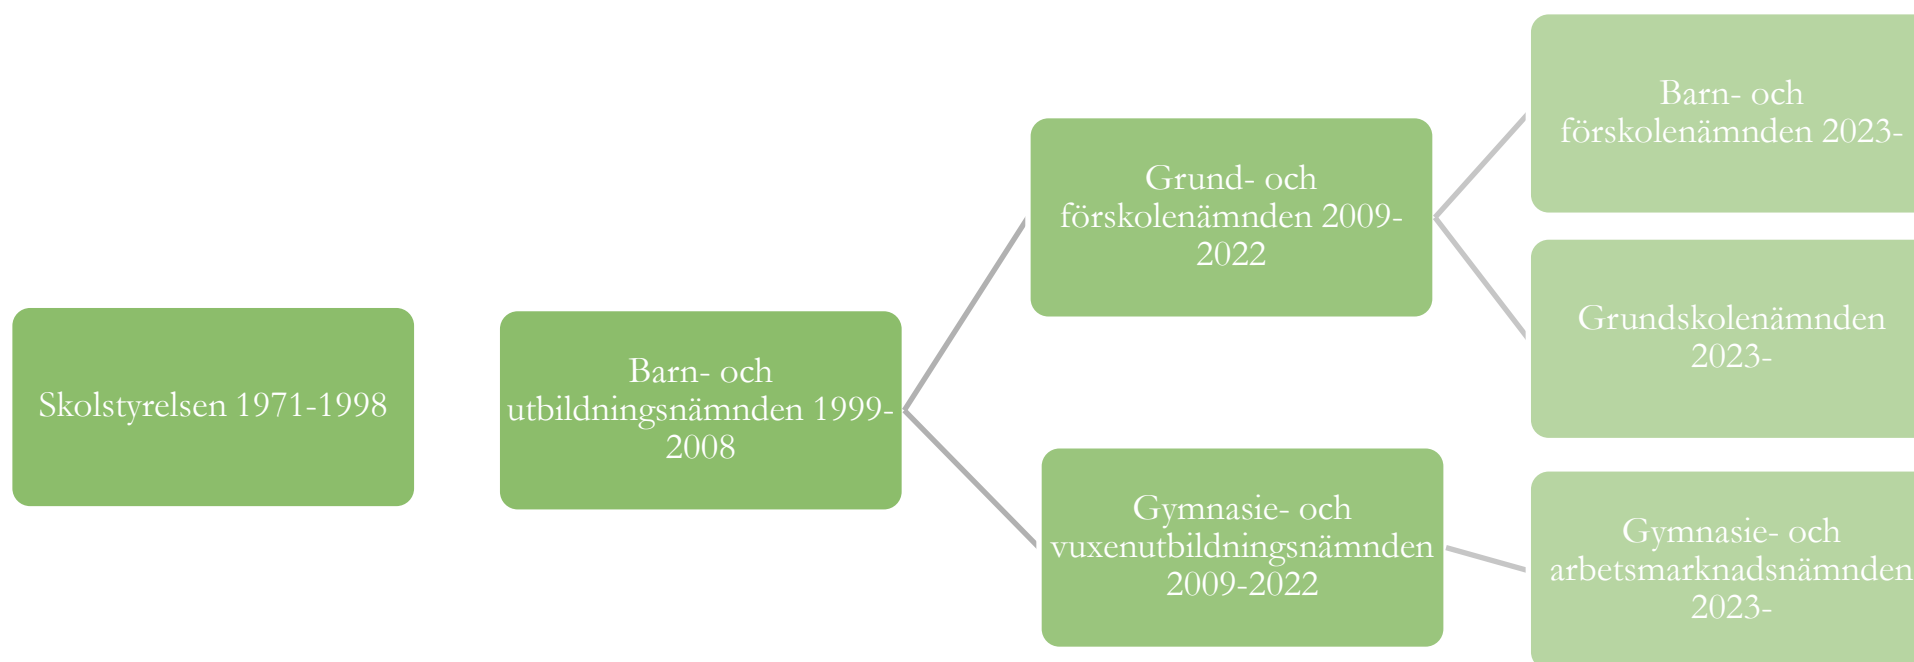 Skolstyrelsen 1971-1998
Barn- och
utbildningsnämnden 1999-
2008
Grund- och
förskolenämnden 2009-
2022
Gymnasie- och
vuxenutbildningsnämnden
2009-2022
Barn- och
förskolenämnden 2023-
Grundskolenämnden
2023-
Gymnasie- och
arbetsmarknadsnämnden
2023-